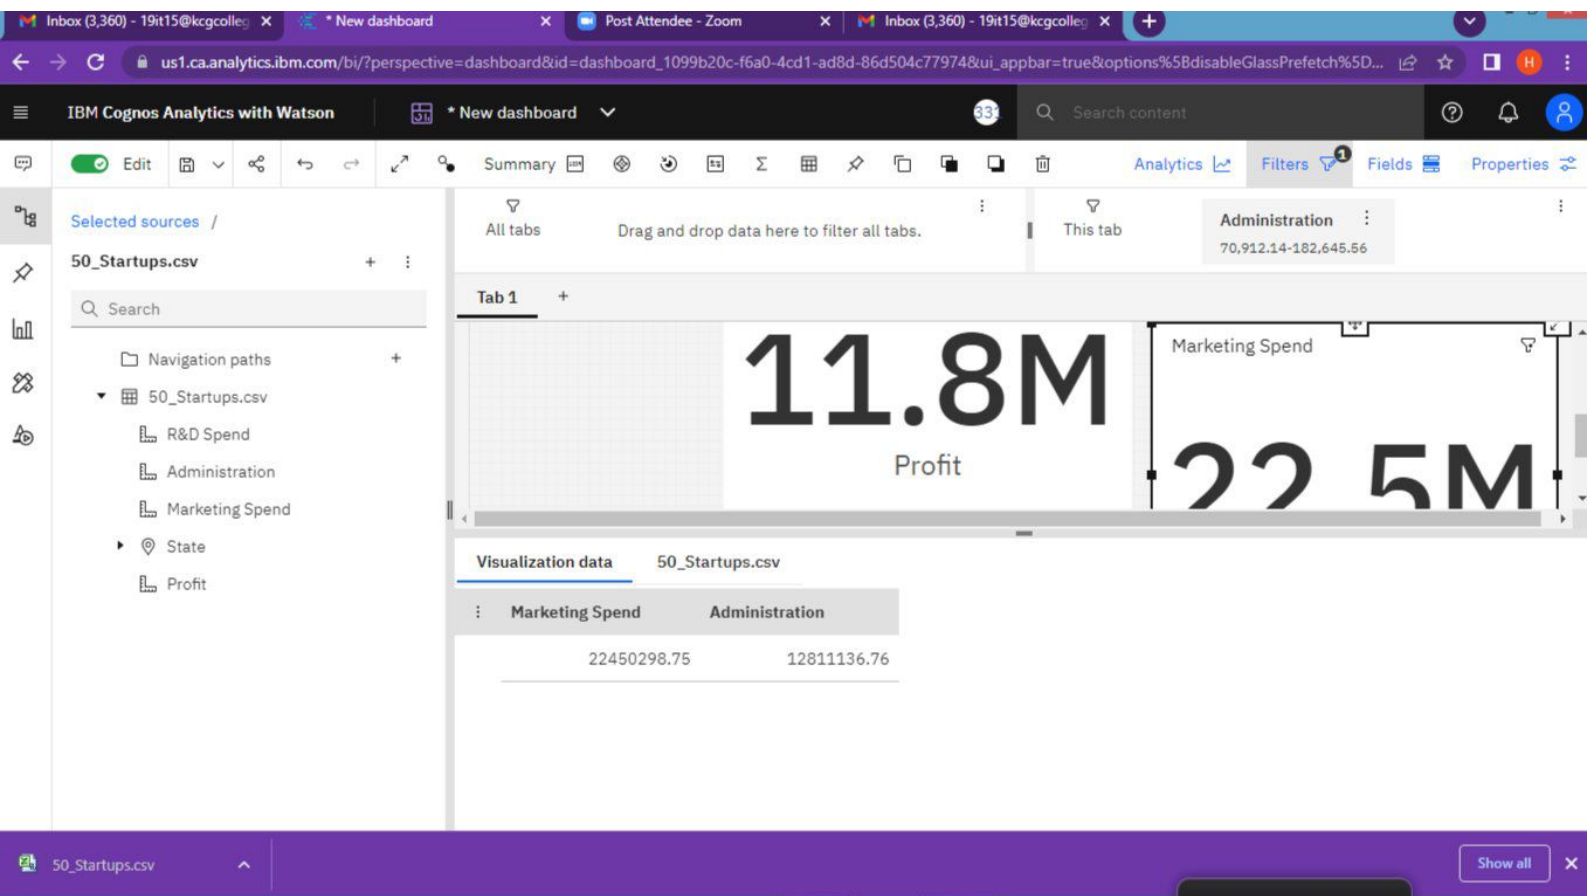 Inbox (3,360) - 19it15@kcgcolleg
* New dashboard
Post Attendee - Zoom
Inbox (3,360) - 19it15@kcgcolleg
us1.ca.analytics.ibm.com/bi/?perspective=dashboard&id=dashboard_1099b20c-f6a0-4cd1-ad8d-86d504c77974&ui_appbar=true&options%5BdisableGlassPrefetch%5D...
H
IBM Cognos Analytics with Watson
* New dashboard
331
Search content
Edit
Summary
Analytics
Filters
1
Fields
Properties
Selected sources /
All tabs
Drag and drop data here to filter all tabs.
This tab
Administration
70,912.14-182,645.56
50_Startups.csv
Search
Tab 1
Navigation paths
50_Startups.csv
R&D Spend
Administration
Marketing Spend
State
Profit
11.8M
Profit
Marketing Spend
22.5M
Visualization data
50_Startups.csv
Marketing Spend Administration
22450298.75 12811136.76
50_Startups.csv
Show all